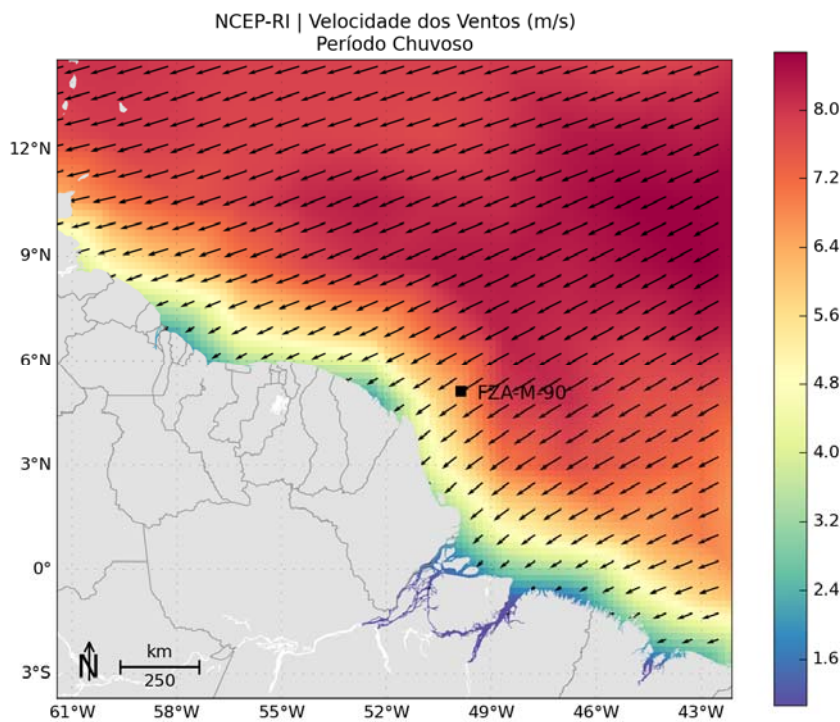 NCEP-RI | Velocidade dos Ventos (m/s)
Período Chuvoso
12°N
9°N
6°N
3°N
0°
3°S
61°W
58°W
55°W
52°W
49°W
46°W
43°W
FZA-M-90
N
km
250
8.0
7.2
6.4
5.6
4.8
4.0
3.2
2.4
1.6